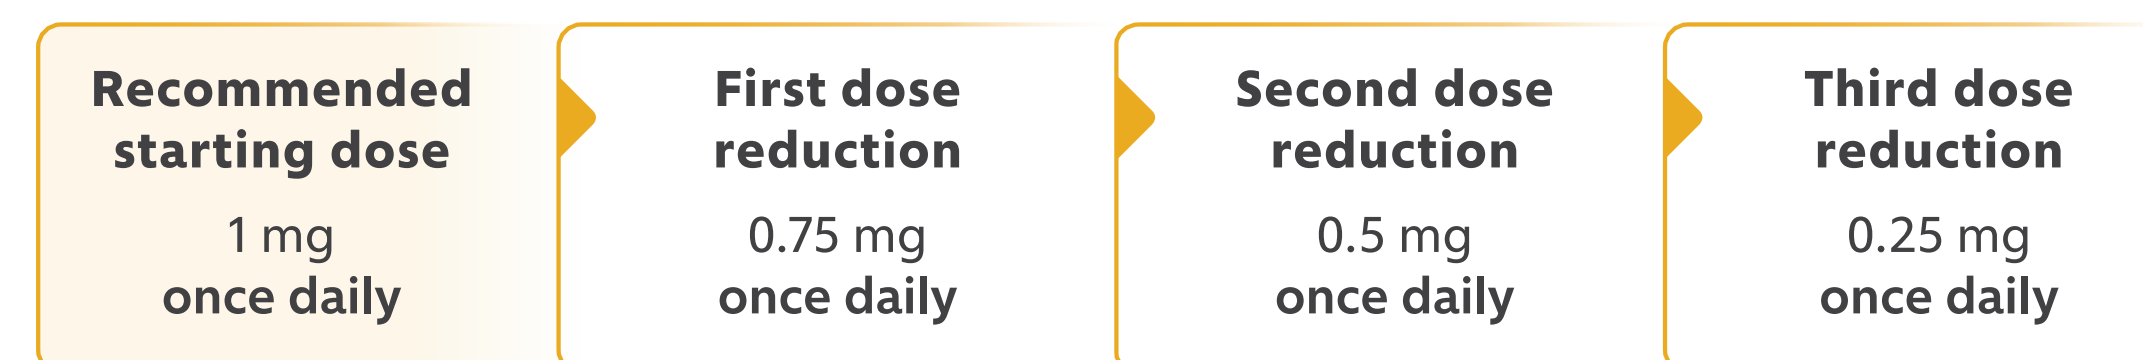 Recommended
starting dose
1 mg
once daily
First dose
reduction
0.75 mg
once daily
Second dose
reduction
0.5 mg
once daily
Third dose
reduction
0.25 mg
once daily